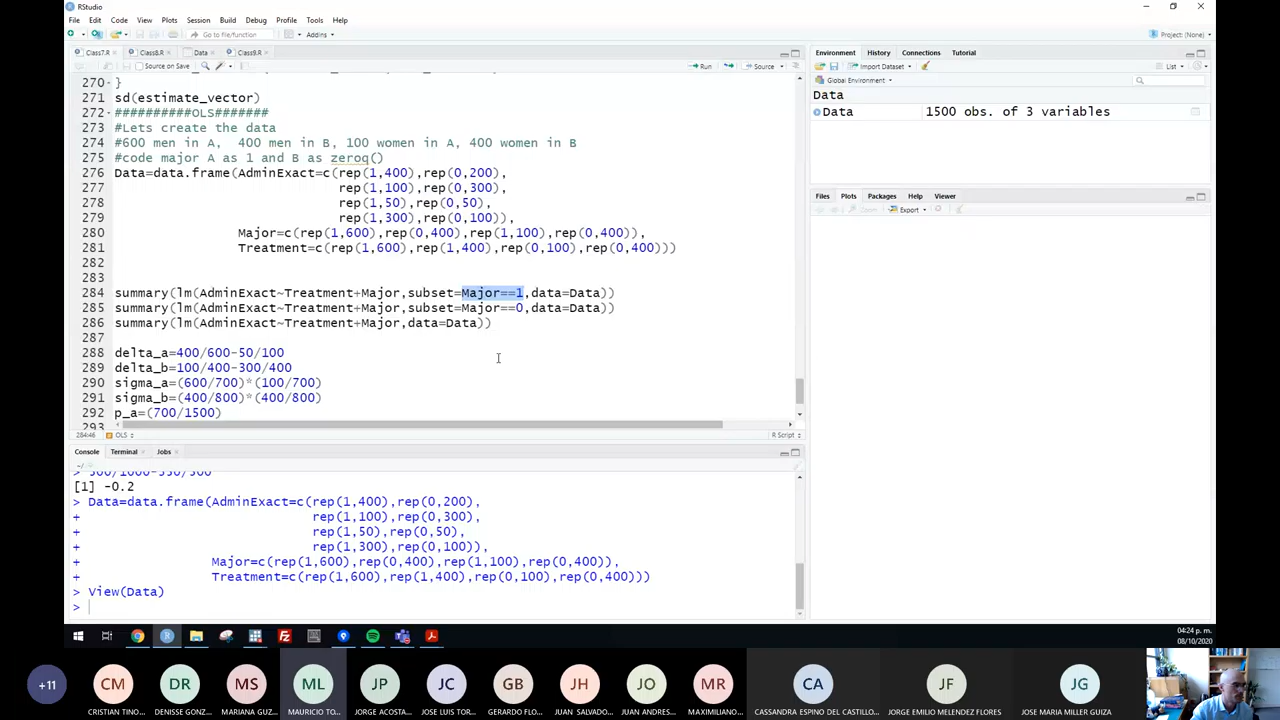 RStudio
File Edit Code View Plots Session Build Debug Profile Tools Help
Go to file/function
Addins
Project: (None)
Class7.R Class8.R Data Class9.R
Source on Save
Run
Source
270 }
271 sd(estimate_vector)
272 ##########OLS#######
273 #Lets create the data
274 #600 men in A, 400 men in B, 100 women in A, 400 women in B
275 #code major A as 1 and B as zeroq()
276 Data=data.frame(AdminExact=c(rep(1,400),rep(0,200),
277 rep(1,100),rep(0,300),
278 rep(1,50),rep(0,50),
279 rep(1,300),rep(0,100)),
280 Major=c(rep(1,600),rep(0,400),rep(1,100),rep(0,400)),
281 Treatment=c(rep(1,600),rep(1,400),rep(0,100),rep(0,400)))
282
283
284 summary(lm(AdminExact~Treatment+Major,subset=Major==1,data=Data))
285 summary(lm(AdminExact~Treatment+Major,subset=Major==0,data=Data))
286 summary(lm(AdminExact~Treatment+Major,data=Data))
287
288 delta_a=400/600-50/100
289 delta_b=100/400-300/400
290 sigma_a=(600/700)*(100/700)
291 sigma_b=(400/800)*(400/800)
292 p_a=(700/1500)
293
284:46 OLS R Script
Console Terminal Jobs
~/
[1] -0.2
> Data=data.frame(AdminExact=c(rep(1,400),rep(0,200),
+ rep(1,100),rep(0,300),
+ rep(1,50),rep(0,50),
+ rep(1,300),rep(0,100)),
+ Major=c(rep(1,600),rep(0,400),rep(1,100),rep(0,400)),
+ Treatment=c(rep(1,600),rep(1,400),rep(0,100),rep(0,400)))
> View(Data)
>
Environment History Connections Tutorial
Import Dataset
List
Global Environment
Data
Data 1500 obs. of 3 variables
Files Plots Packages Help Viewer
Zoom Export
04:24 p. m.
08/10/2020
+11 CM DR MS ML JP JC GB JH JO MR CA JF JG
CRISTIAN TINO... DENISSE GONZ... MARIANA GUZ... MAURICIO TO... JORGE ACOSTA... JOSE LUIS TOR... GERARDO FLO... JUAN SALVADO... JUAN ANDRES... MAXIMILIANO... CASSANDRA ESPINO DEL CASTILLO... JORGE EMILIO MELENDEZ FLORES JOSE MARIA MILLER GUIZA